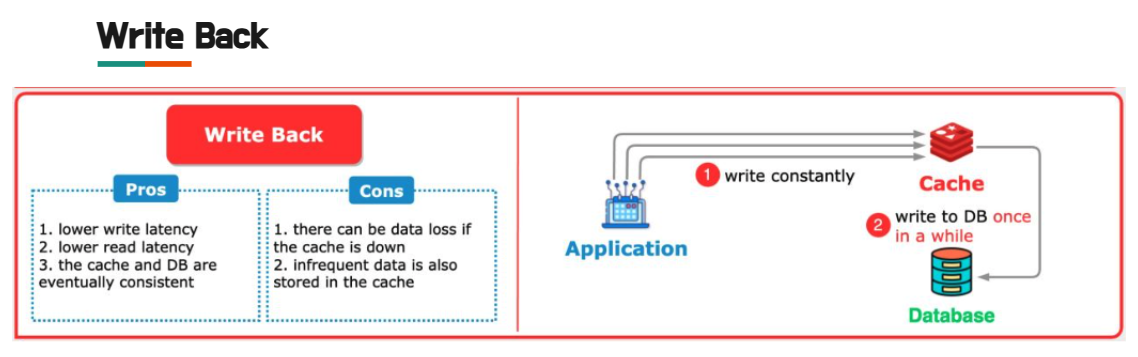 Write Back
Write Back
Pros
1. lower write latency
2. lower read latency
3. the cache and DB are
eventually consistent
Cons
1. there can be data loss if
the cache is down
2. infrequent data is also
stored in the cache
Application
1 write constantly
Cache
2 write to DB once
in a while
Database